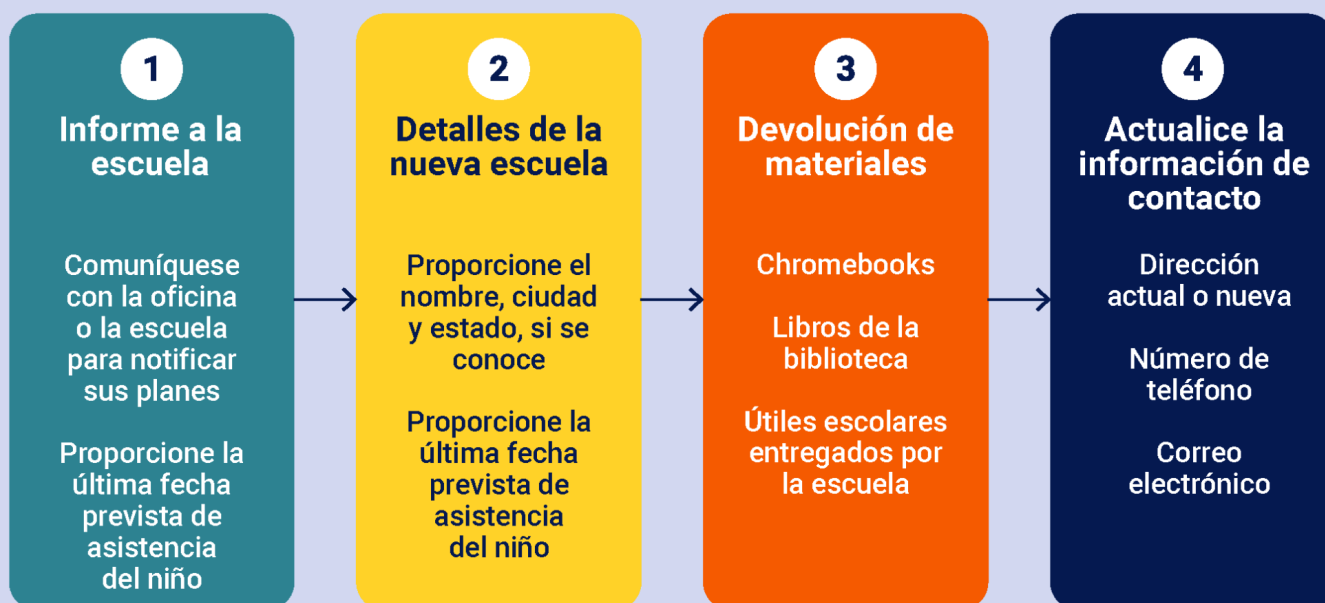 1
Informe a la
escuela
Comuníquese
con la oficina
o la escuela
para notificar
sus planes
Proporcione la
última fecha
prevista de
asistencia
del niño
2
Detalles de la
nueva escuela
Proporcione el
nombre, ciudad
y estado, si se
conoce
Proporcione la
última fecha
prevista de
asistencia
del niño
3
Devolución de
materiales
Chromebooks
Libros de la
biblioteca
Útiles escolares
entregados por
la escuela
4
Actualice la
información de
contacto
Dirección
actual o nueva
Número de
teléfono
Correo
electrónico